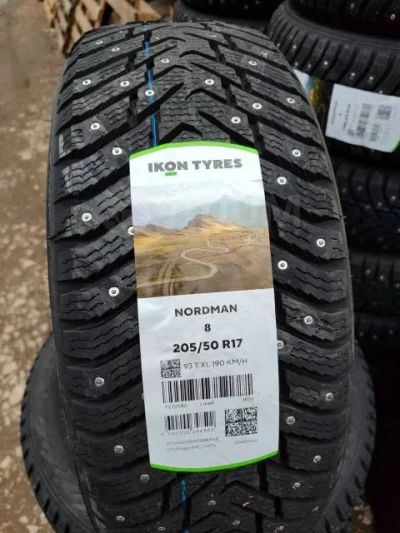 IKON TYRES
NORDMAN
8
205/50 R17
93 T XL 190 KM/H